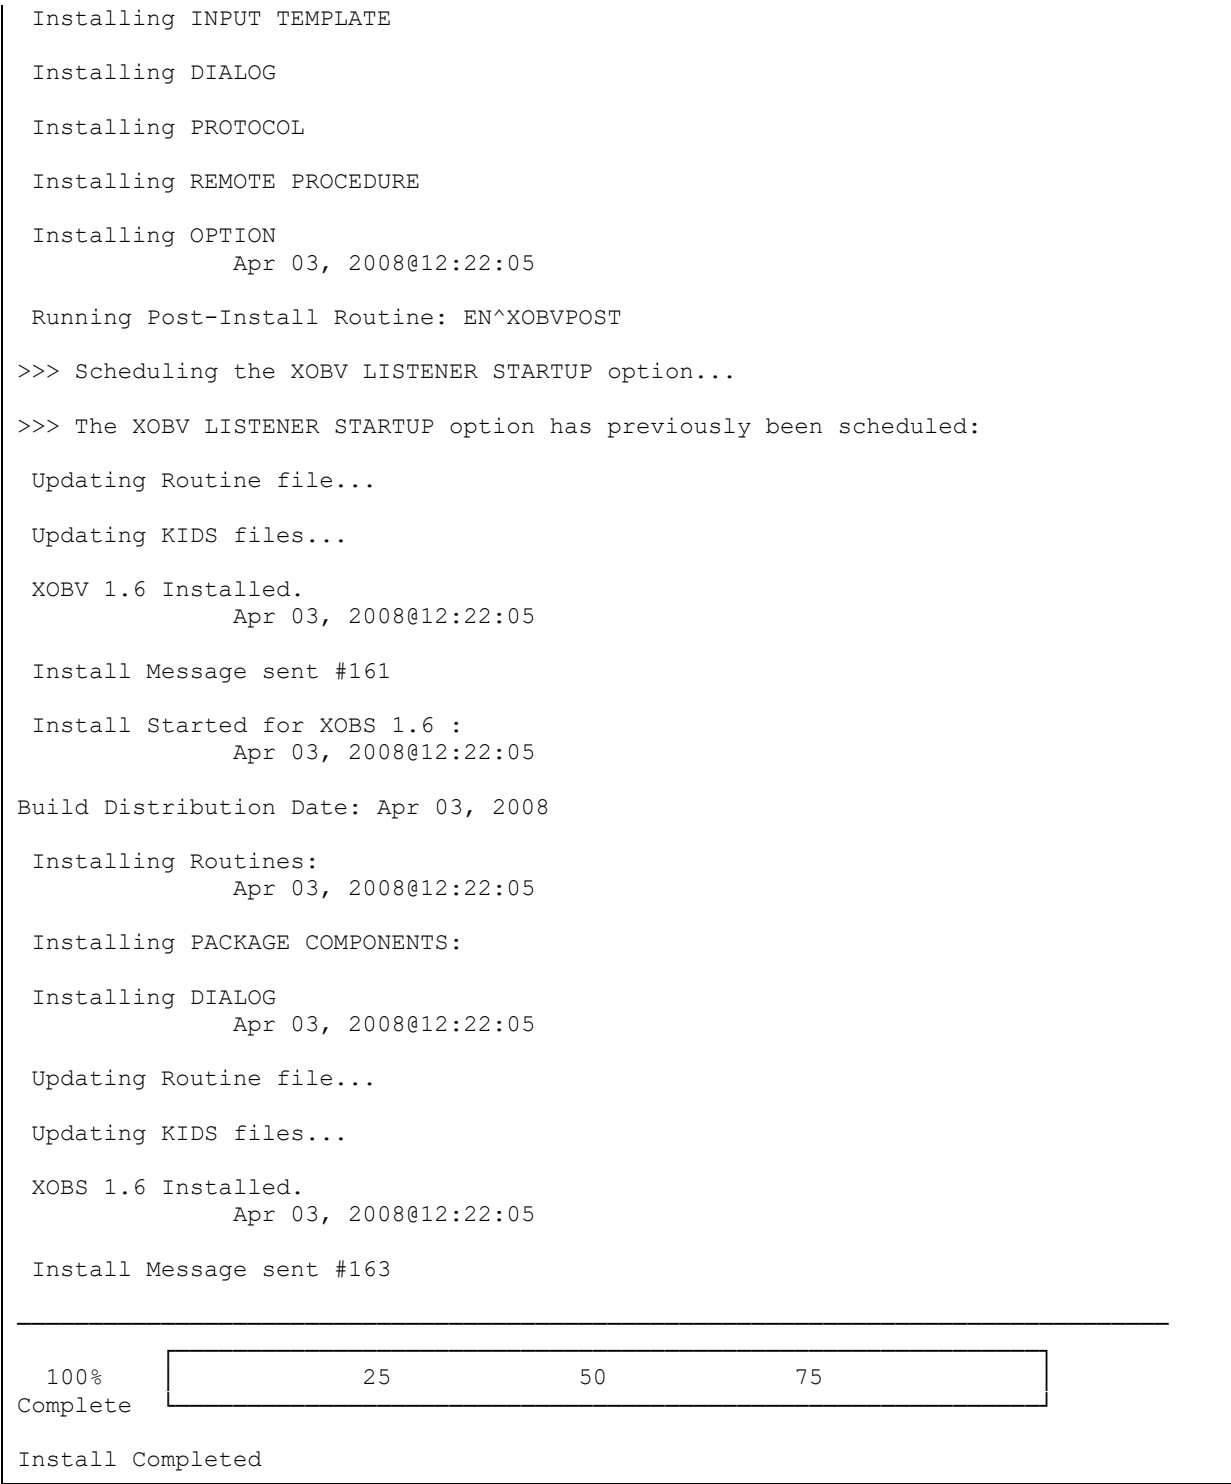 Installing INPUT TEMPLATE
Installing DIALOG
Installing PROTOCOL
Installing REMOTE PROCEDURE
Installing OPTION
Apr 03, 2008@12:22:05
Running Post-Install Routine: EN^XOBVPOST
>>> Scheduling the XOBV LISTENER STARTUP option...
>>> The XOBV LISTENER STARTUP option has previously been scheduled:
Updating Routine file...
Updating KIDS files...
XOBV 1.6 Installed.
Apr 03, 2008@12:22:05
Install Message sent #161
Install Started for XOBS 1.6 :
Apr 03, 2008@12:22:05
Build Distribution Date: Apr 03, 2008
Installing Routines:
Apr 03, 2008@12:22:05
Installing PACKAGE COMPONENTS:
Installing DIALOG
Apr 03, 2008@12:22:05
Updating Routine file...
Updating KIDS files...
XOBS 1.6 Installed.
Apr 03, 2008@12:22:05
Install Message sent #163
100% 25 50 75
Complete
Install Completed